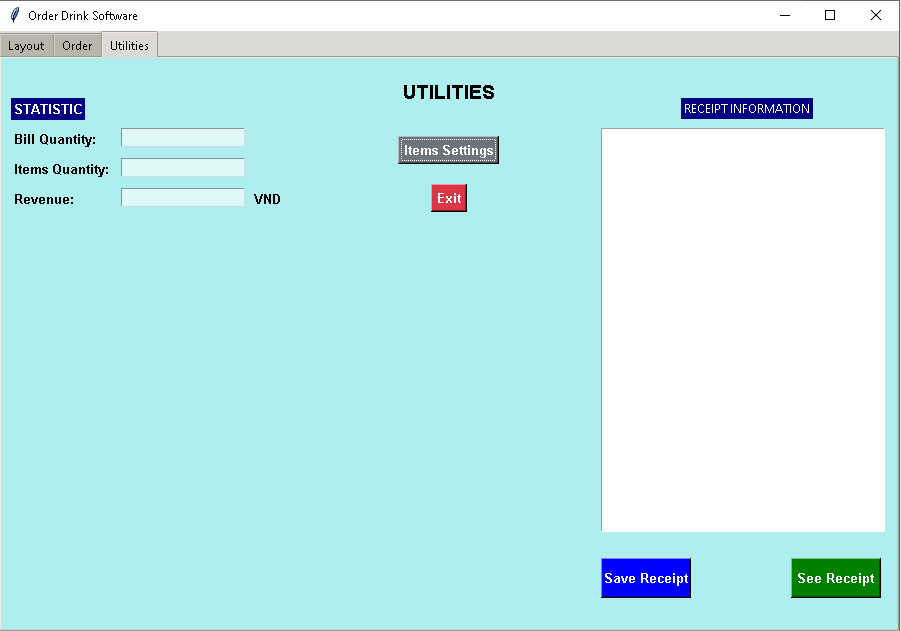 Order Drink Software
Layout Order Utilities
UTILITIES
STATISTIC
Bill Quantity:
Items Quantity:
Revenue: VND
Items Settings
Exit
RECEIPT INFORMATION
Save Receipt See Receipt